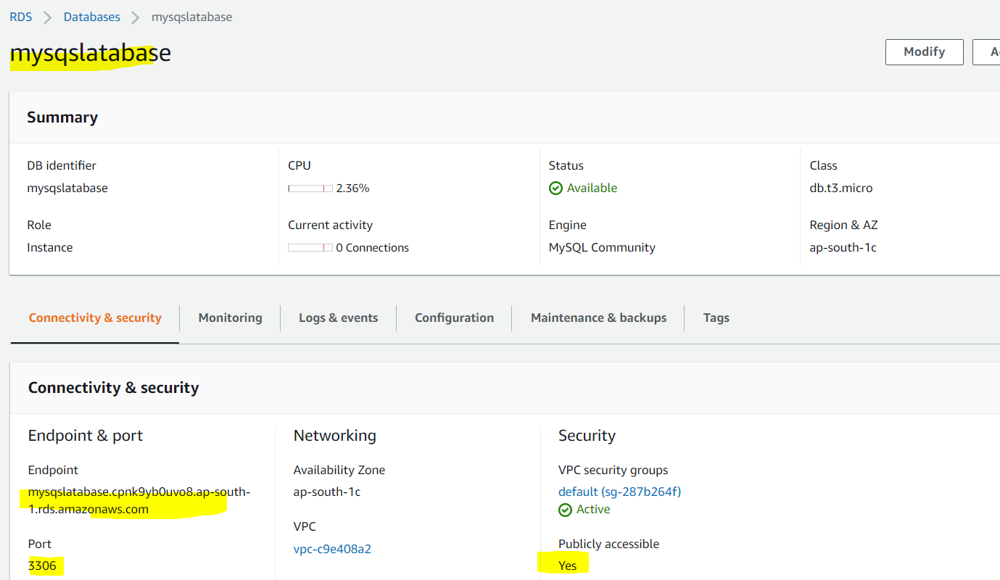 RDS > Databases > mysqslatabase
mysqslatabase
Modify
Summary
DB identifier
mysqslatabase
CPU
2.36%
Status
Available
Class
db.t3.micro
Role
Instance
Current activity
0 Connections
Engine
MySQL Community
Region & AZ
ap-south-1c
Connectivity & security
Monitoring
Logs & events
Configuration
Maintenance & backups
Tags
Connectivity & security
Endpoint & port
Endpoint
mysqslatabase.cpnk9yb0uvo8.ap-south-
1.rds.amazonaws.com
Port
3306
Networking
Availability Zone
ap-south-1c
VPC
vpc-c9e408a2
Security
VPC security groups
default (sg-287b264f)
Active
Publicly accessible
Yes